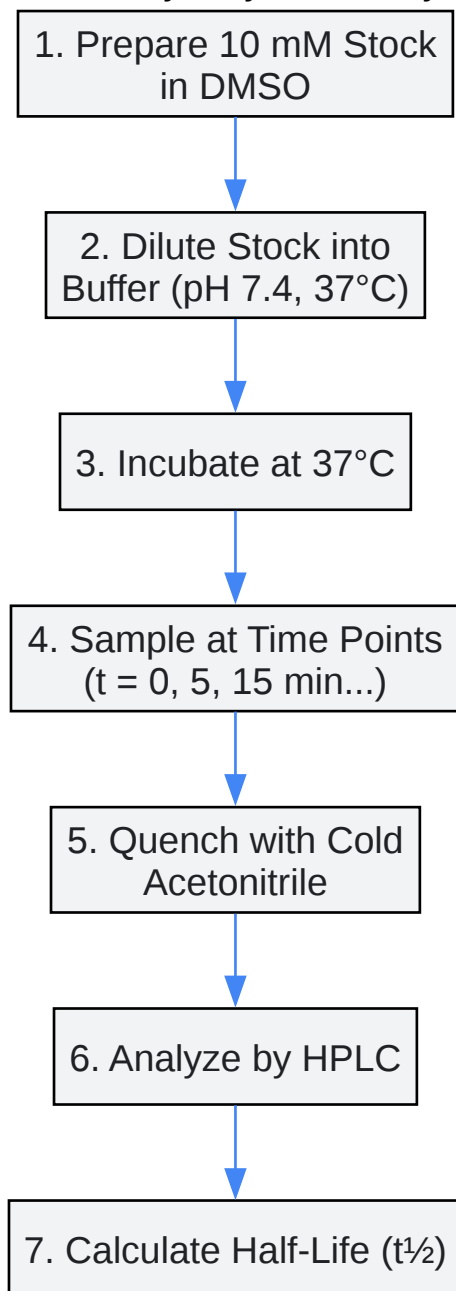 1. Prepare 10 mM Stock
in DMSO
2. Dilute Stock into
Buffer (pH 7.4, 37°C)
3. Incubate at 37°C
4. Sample at Time Points
(t = 0, 5, 15 min...)
5. Quench with Cold
Acetonitrile
6. Analyze by HPLC
7. Calculate Half-Life (t½)